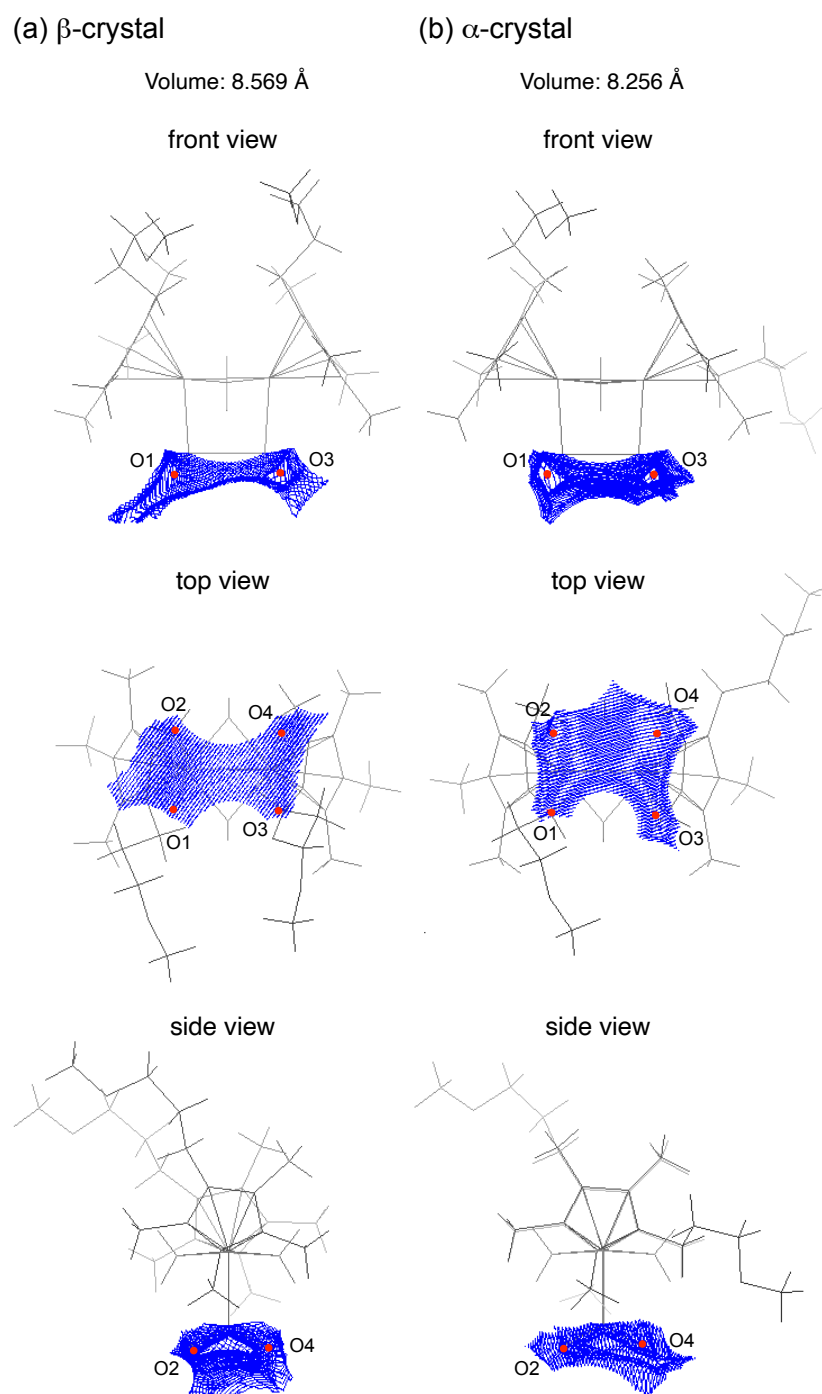 (a) β-crystal
(b) α-crystal
Volume: 8.569 Å
Volume: 8.256 Å
front view
front view
O1
O3
O1
O3
top view
top view
O2
O4
O2
O4
O1
O3
O1
O3
side view
side view
O2
O4
O2
O4